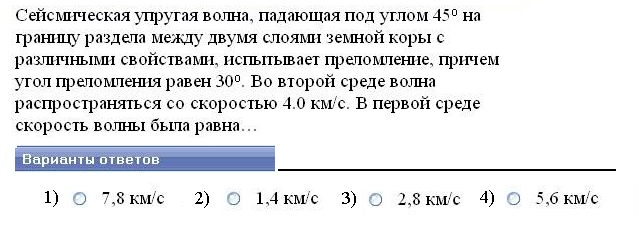 Сейсмическая упругая волна, падающая под углом 45° на
границу раздела между двумя слоями земной коры с
различными свойствами, испытывает преломление, причем
угол преломления равен 30°. Во второй среде волна
распространяться со скоростью 4.0 км/с. В первой среде
скорость волны была равна…
Варианты ответов
1) 7,8 км/с 2) 1,4 км/с 3) 2,8 км/с 4) 5,6 км/с